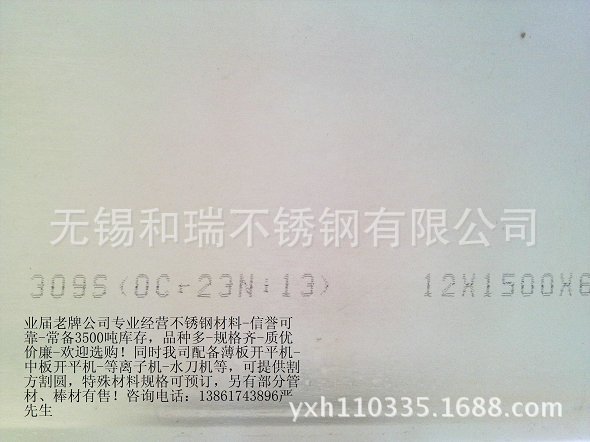 无锡和瑞不锈钢有限公司
309S(0Cr23Ni13) 12X1500X6
业届老牌公司专业经营不锈钢材料-信誉可
靠-常备3500吨库存，品种多-规格齐-质优
价廉-欢迎选购！同时我司配备薄板开平机-
中板开平机-等离子机-水刀机等，可提供割
方割圆，特殊材料规格可预订，另有部分管
材、棒材有售！咨询电话：13861743896严
先生
yxh110335.1688.com